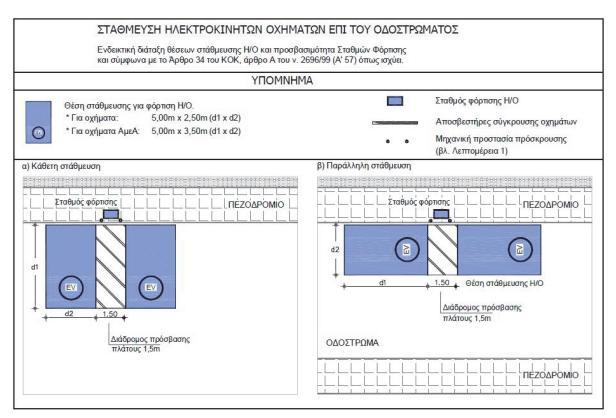 ΣΤΑΘΜΕΥΣΗ ΗΛΕΚΤΡΟΚΙΝΗΤΩΝ ΟΧΗΜΑΤΩΝ ΕΠΙ ΤΟΥ ΟΔΟΣΤΡΩΜΑΤΟΣ
Ενδεικτική διάταξη θέσεων στάθμευσης Η/Ο και προσβασιμότητα Σταθμών Φόρτισης
και σύμφωνα με το Άρθρο 34 του ΚΟΚ, άρθρο Α του ν. 2696/99 (Α' 57) όπως ισχύει.
ΥΠΟΜΝΗΜΑ
Θέση στάθμευσης για φόρτιση Η/Ο.
* Για οχήματα: 5,00m x 2,50m (d1 x d2)
* Για οχήματα ΑμεΑ: 5,00m x 3,50m (d1 x d2)
EV
Σταθμός φόρτισης Η/Ο
Αποσβεστήρες σύγκρουσης οχημάτων
Μηχανική προστασία πρόσκρουσης
(βλ. Λεπτομέρεια 1)
α) Κάθετη στάθμευση
Σταθμός φόρτισης
ΠΕΖΟΔΡΟΜΙΟ
d1
EV
EV
d2
1,50
Διάδρομος πρόσβασης
πλάτους 1,5m
β) Παράλληλη στάθμευση
Σταθμός φόρτισης
ΠΕΖΟΔΡΟΜΙΟ
d2
EV
EV
d1
1,50
Θέση στάθμευσης Η/Ο
Διάδρομος πρόσβασης
πλάτους 1,5m
ΟΔΟΣΤΡΩΜΑ
ΠΕΖΟΔΡΟΜΙΟ